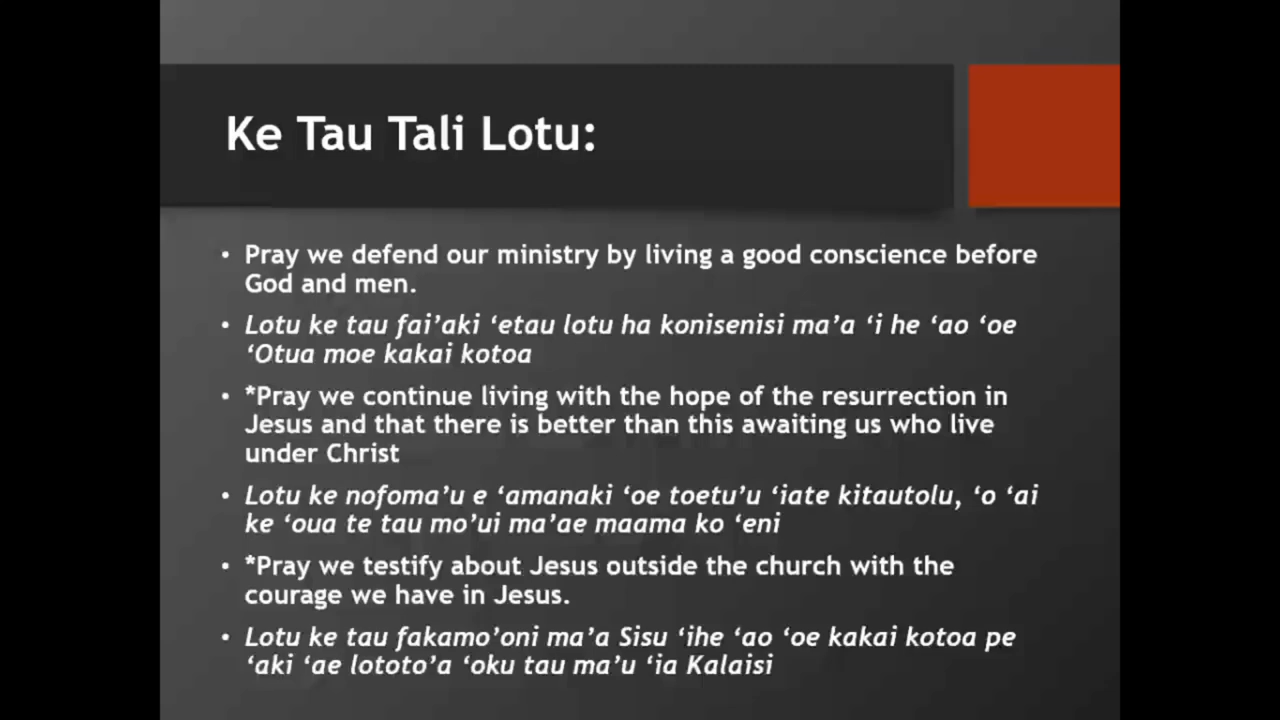 Ke Tau Tali Lotu:
• Pray we defend our ministry by living a good conscience before
God and men.
• Lotu ke tau fai’aki ‘etau lotu ha konisenisi ma’a ‘i he ‘ao ‘oe
‘Otua moe kakai kotoa
• *Pray we continue living with the hope of the resurrection in
Jesus and that there is better than this awaiting us who live
under Christ
• Lotu ke nofoma’u e ‘amanaki ‘oe toetu’u ‘iate kitautolu, ‘o ‘ai
ke ‘oua te tau mo’ui ma’ae maama ko ‘eni
• *Pray we testify about Jesus outside the church with the
courage we have in Jesus.
• Lotu ke tau fakamo’oni ma’a Sisu ‘ihe ‘ao ‘oe kakai kotoa pe
‘aki ‘ae lototo’a ‘oku tau ma’u ‘ia Kalaisi